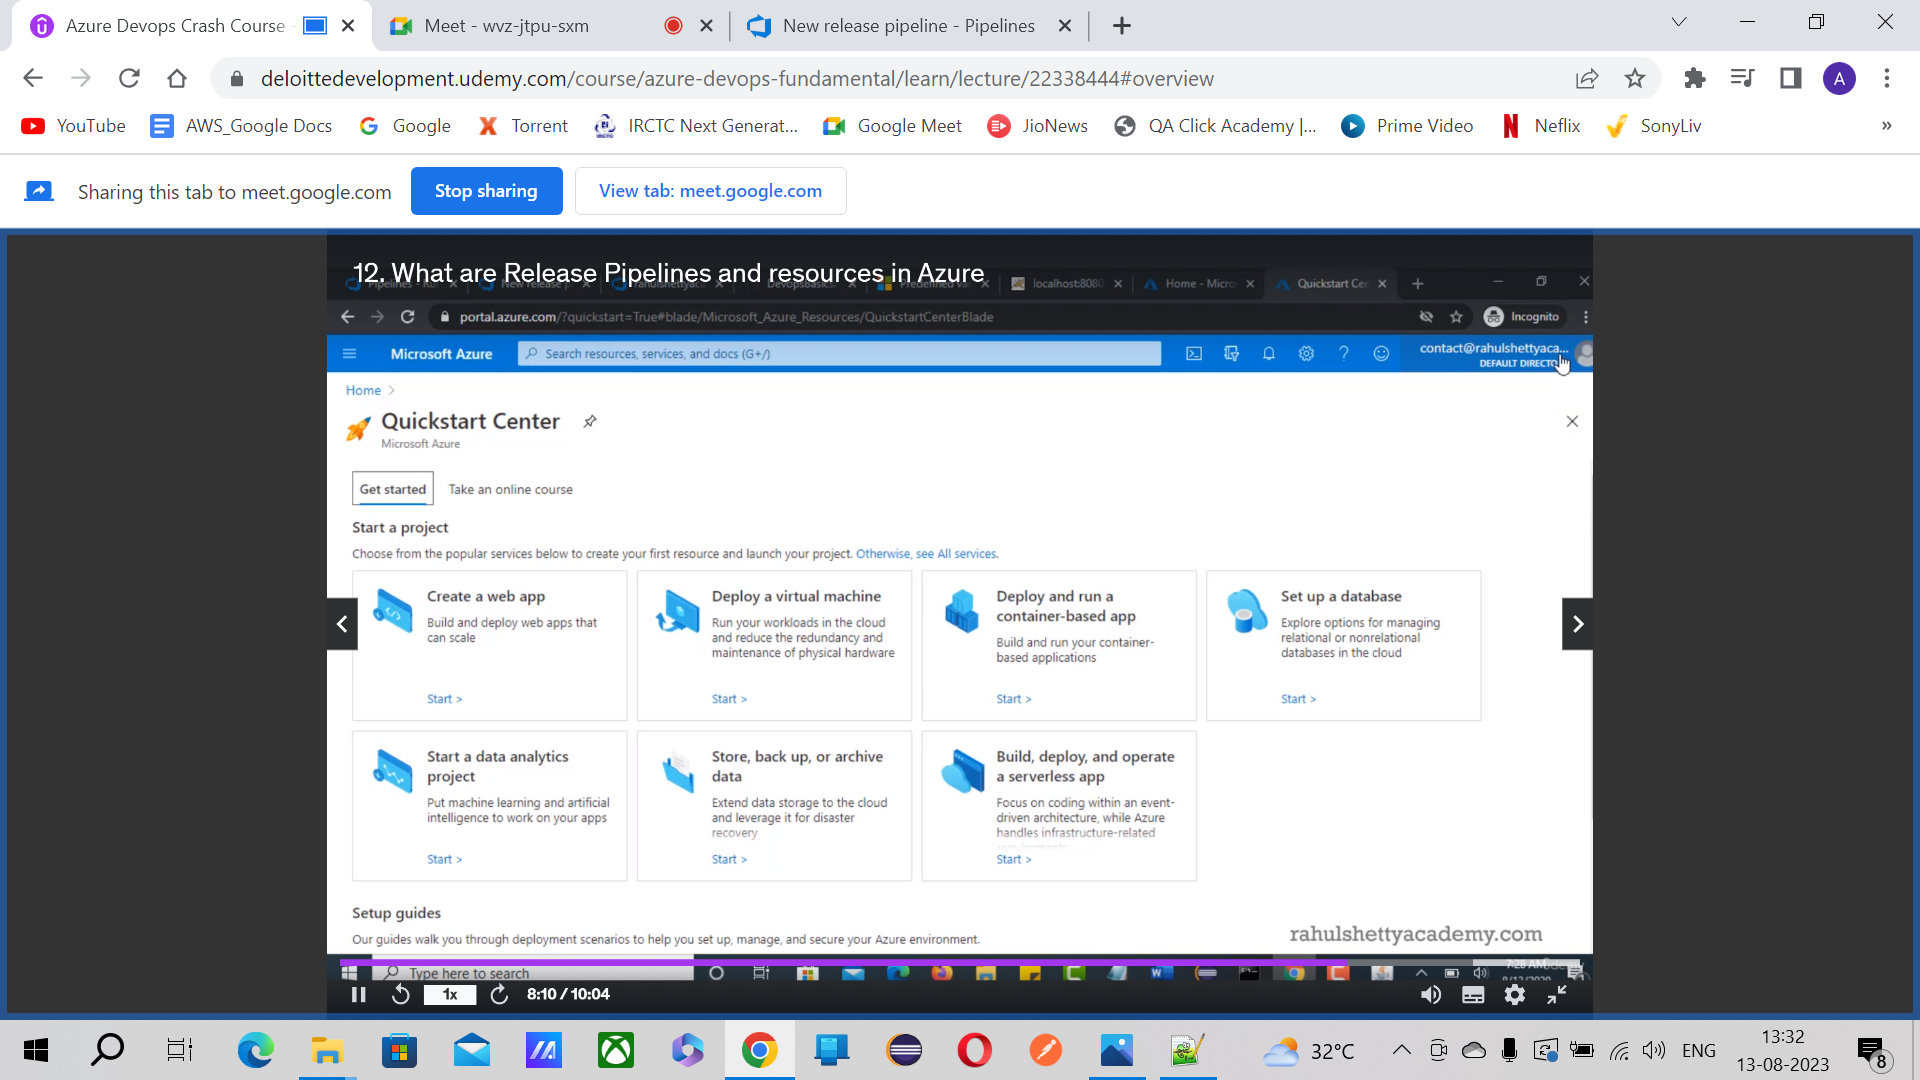 Azure Devops Crash Course
Meet - wvz-jtpu-sxm
New release pipeline - Pipelines
deloittedevelopment.udemy.com/course/azure-devops-fundamental/learn/lecture/22338444#overview
A
YouTube
AWS_Google Docs
Google
Torrent
IRCTC Next Generat...
Google Meet
JioNews
QA Click Academy |...
Prime Video
Neflix
SonyLiv
»
Sharing this tab to meet.google.com
Stop sharing
View tab: meet.google.com
12. What are Release Pipelines and resources in Azure
localhost:8080
Home - Micro
Quickstart Cen
portal.azure.com/?quickstart=True#blade/Microsoft_Azure_Resources/QuickstartCenterBlade
Incognito
Microsoft Azure
Search resources, services, and docs (G+/)
contact@rahulshettyaca...
DEFAULT DIRECTO
Home >
Quickstart Center
Microsoft Azure
Get started
Take an online course
Start a project
Choose from the popular services below to create your first resource and launch your project. Otherwise, see All services.
Create a web app
Build and deploy web apps that
can scale
Start >
Deploy a virtual machine
Run your workloads in the cloud
and reduce the redundancy and
maintenance of physical hardware
Start >
Deploy and run a
container-based app
Build and run your container-
based applications
Start >
Set up a database
Explore options for managing
relational or nonrelational
databases in the cloud
Start >
Start a data analytics
project
Put machine learning and artificial
intelligence to work on your apps
Start >
Store, back up, or archive
data
Extend data storage to the cloud
and leverage it for disaster
recovery
Start >
Build, deploy, and operate
a serverless app
Focus on coding within an event-
driven architecture, while Azure
handles infrastructure-related
Start >
Setup guides
Our guides walk you through deployment scenarios to help you set up, manage, and secure your Azure environment.
rahulshettyacademy.com
Type here to search
7:28 AM
1x
8:10 / 10:04
32°C
ENG
13:32
13-08-2023
8